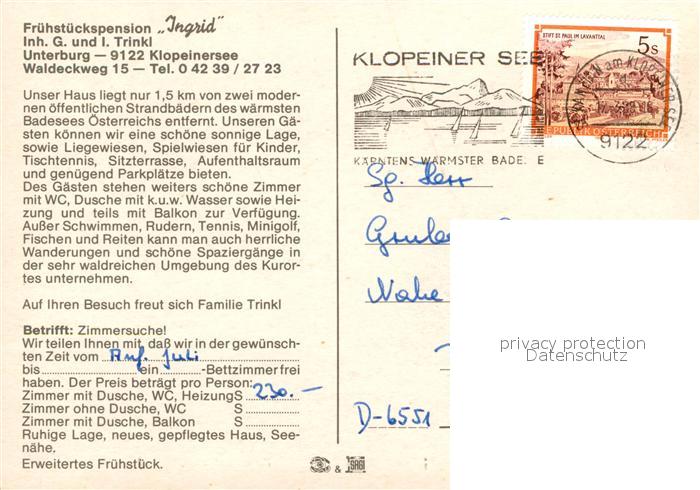 Frühstückspension „Ingrid"
Inh. G. und I. Trinkl
Unterburg — 9122 Klopeinersee
Waldeckweg 15 — Tel. 0 42 39 / 27 23
Unser Haus liegt nur 1,5 km von zwei moder-
nen öffentlichen Strandbädern des wärmsten
Badesees Österreichs entfernt. Unseren Gä-
sten können wir eine schöne sonnige Lage,
sowie Liegewiesen, Spielwiesen für Kinder,
Tischtennis, Sitzterrasse, Aufenthaltsraum
und genügend Parkplätze bieten.
Des Gästen stehen weiters schöne Zimmer
mit WC, Dusche mit k.u.w. Wasser sowie Hei-
zung und teils mit Balkon zur Verfügung.
Außer Schwimmen, Rudern, Tennis, Minigolf,
Fischen und Reiten kann man auch herrliche
Wanderungen und schöne Spaziergänge in
der sehr waldreichen Umgebung des Kuror-
tes unternehmen.
Auf Ihren Besuch freut sich Familie Trinkl
Betrifft: Zimmersuche!
Wir teilen Ihnen mit, daß wir in der gewünsch-
ten Zeit vom Anf. Juli
bis ein -Bettzimmer frei
haben. Der Preis beträgt pro Person:
Zimmer mit Dusche, WC, Heizung S 230.—
Zimmer ohne Dusche, WC S
Zimmer mit Dusche, Balkon S
Ruhige Lage, neues, gepflegtes Haus, See-
nähe.
Erweitertes Frühstück.
&
KLOPEINER SEE
KÄRNTENS WÄRMSTER BADE E
STIFT ST. PAUL IM LAVANTTAL
5 S
REPUBLIK ÖSTERREICH
9122
Sg. Herr
Gruber
Nahe
D-6551
privacy protection
Datenschutz